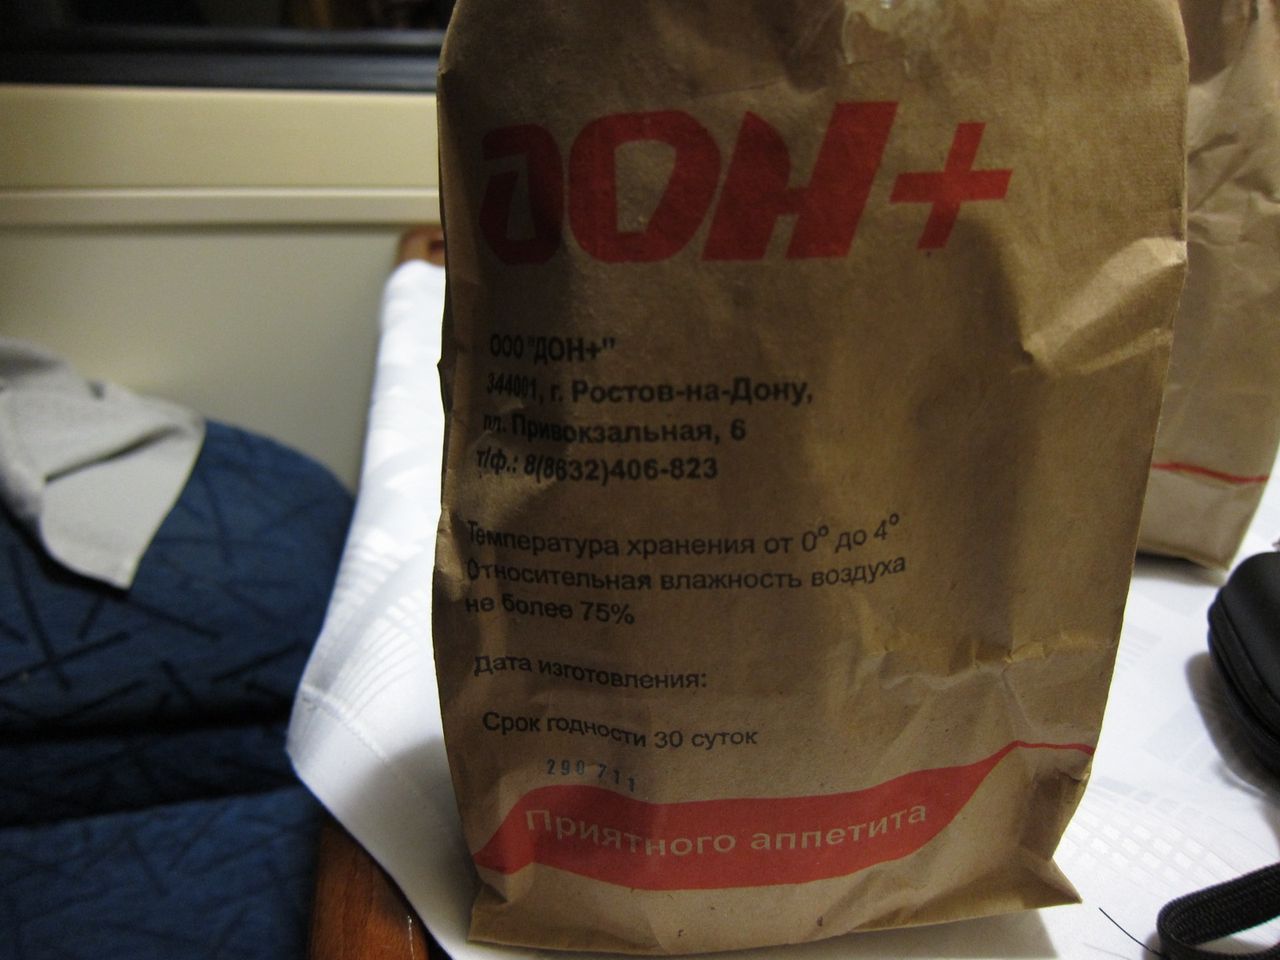 ДОН+
ООО "ДОН+"
344001, г. Ростов-на-Дону,
пл. Привокзальная, 6
т/ф.: 8(8632)406-823
Температура хранения от 0° до 4°
Относительная влажность воздуха
не более 75%
Дата изготовления:
Срок годности 30 суток
290711
Приятного аппетита